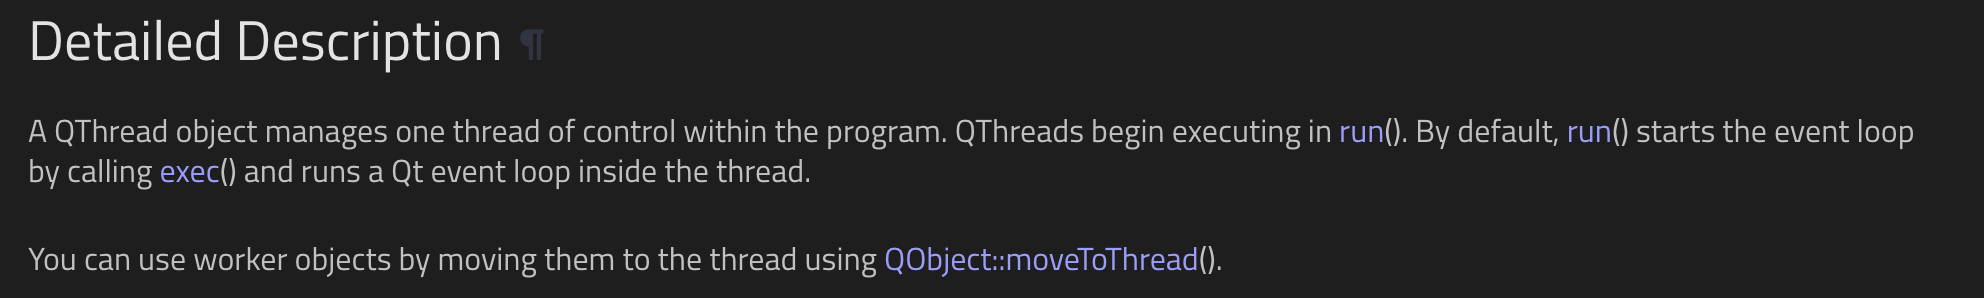 Detailed Description ¶
A QThread object manages one thread of control within the program. QThreads begin executing in run(). By default, run() starts the event loop
by calling exec() and runs a Qt event loop inside the thread.
You can use worker objects by moving them to the thread using QObject::moveToThread().